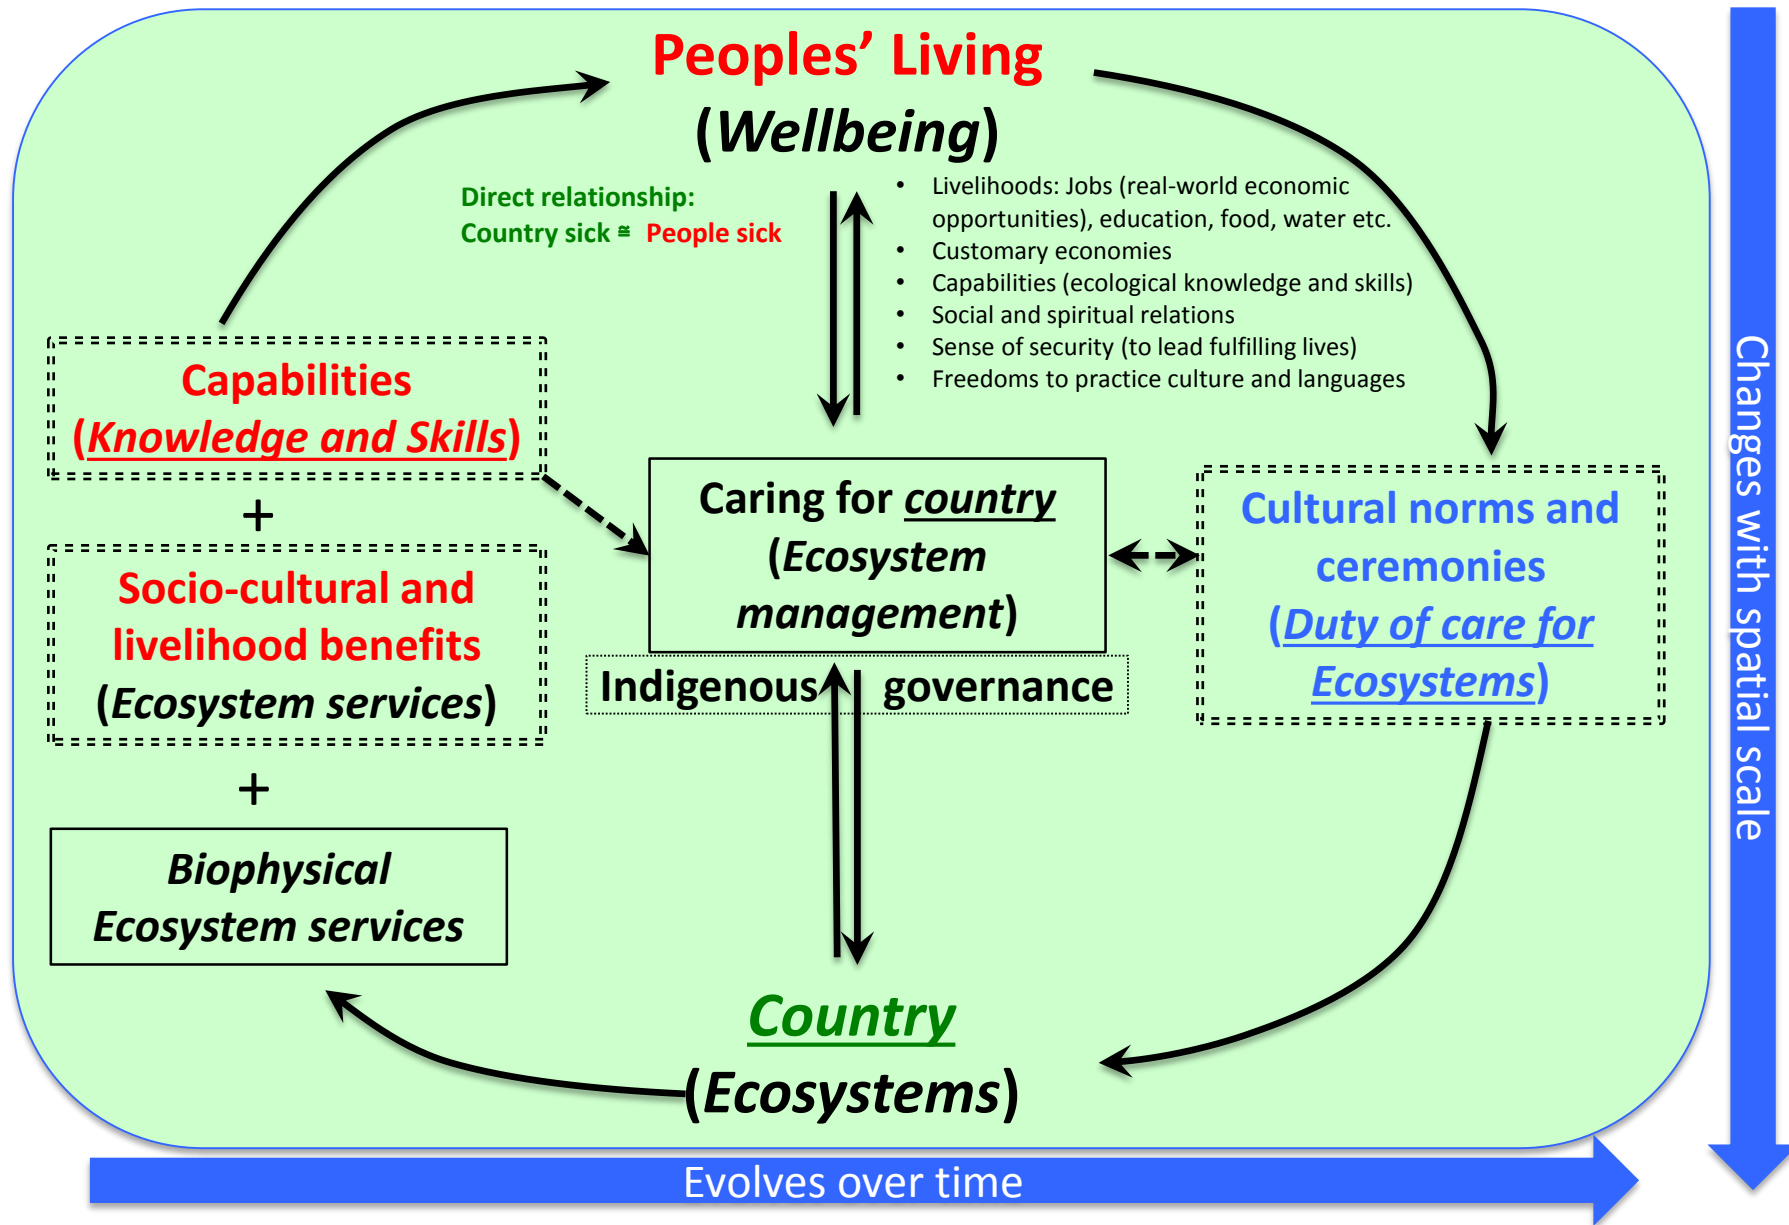 Peoples’ Living
(Wellbeing)
Direct relationship:
Country sick ≅ People sick
• Livelihoods: Jobs (real-world economic
opportunities), education, food, water etc.
• Customary economies
• Capabilities (ecological knowledge and skills)
• Social and spiritual relations
• Sense of security (to lead fulfilling lives)
• Freedoms to practice culture and languages
Capabilities
(Knowledge and Skills)
+
Socio-cultural and
livelihood benefits
(Ecosystem services)
+
Biophysical
Ecosystem services
Caring for country
(Ecosystem
management)
Indigenous governance
Cultural norms and
ceremonies
(Duty of care for
Ecosystems)
Country
(Ecosystems)
Changes with spatial scale
Evolves over time